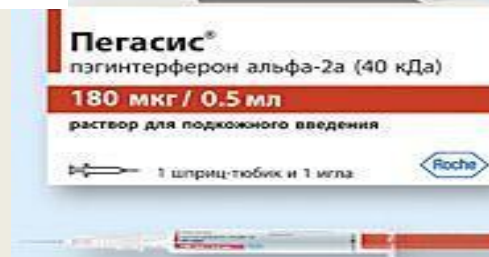 Пегасис®
пэгинтерферон альфа-2a (40 кДа)
180 мкг / 0.5 мл
раствор для подкожного введения
1 шприц-тюбик и 1 игла
Roche